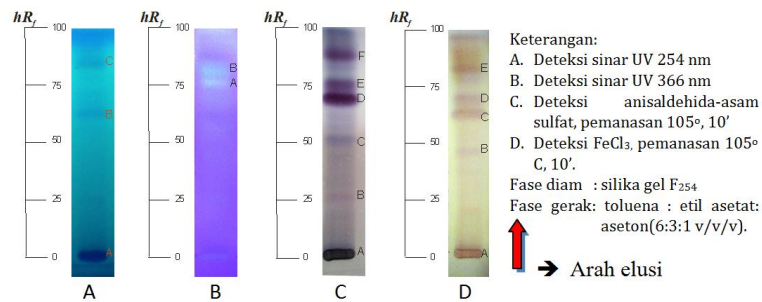 hRf
100
75
50
25
0
C
B
A
A
hRf
100
75
50
25
0
B
A
B
hRf
100
75
50
25
0
F
E
D
C
B
A
C
hRf
100
75
50
25
0
E
D
C
B
A
D
Keterangan:
A. Deteksi sinar UV 254 nm
B. Deteksi sinar UV 366 nm
C. Deteksi anisaldehida-asam
sulfat, pemanasan 105º, 10’
D. Deteksi FeCl₃, pemanasan 105º
C, 10’.
Fase diam : silika gel F₂₅₄
Fase gerak: toluena : etil asetat:
aseton(6:3:1 v/v/v).
➔ Arah elusi